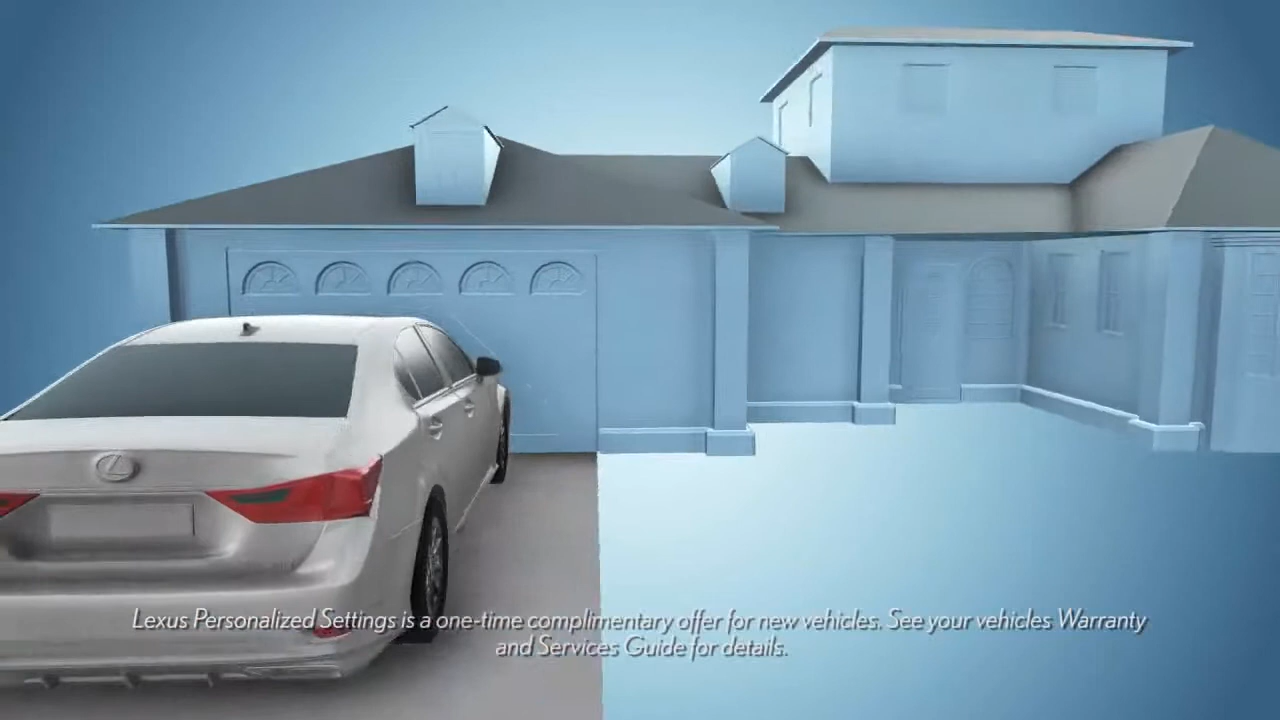 Lexus Personalized Settings is a one-time complimentary offer for new vehicles. See your vehicles Warranty
and Services Guide for details.